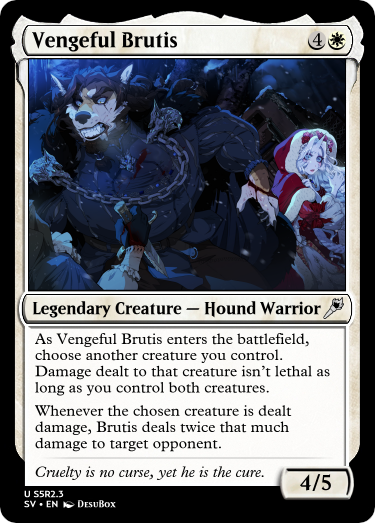 Vengeful Brutis 4
Legendary Creature — Hound Warrior
As Vengeful Brutis enters the battlefield,
choose another creature you control.
Damage dealt to that creature isn't lethal as
long as you control both creatures.
Whenever the chosen creature is dealt
damage, Brutis deals twice that much
damage to target opponent.
Cruelty is no curse, yet he is the cure.
4/5
U S5R2.3
SV • EN DesuBox